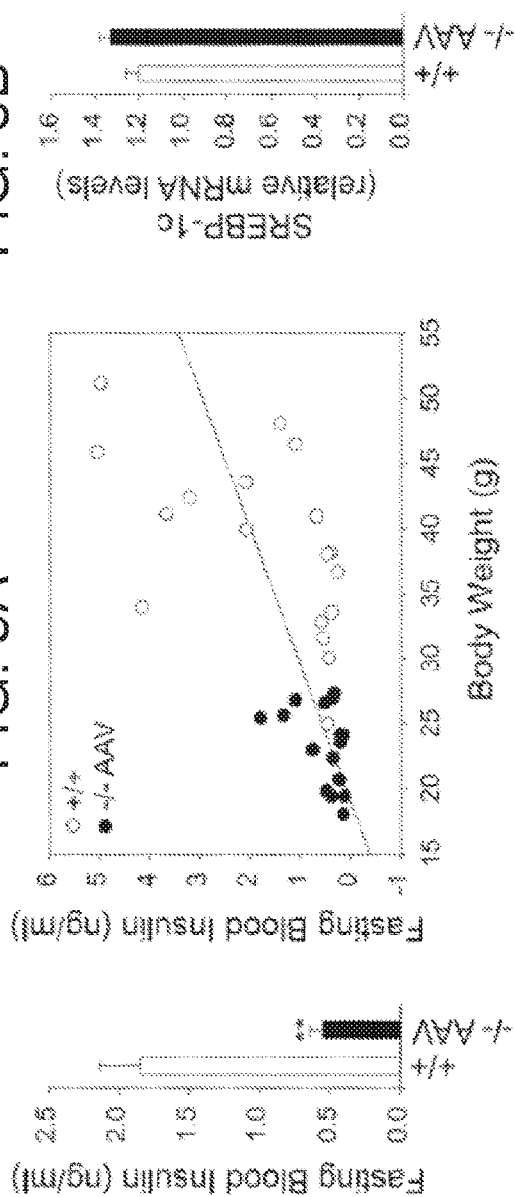 FIG.
FIG.
Fasting Blood Insulin (ng/ml)
2.5
2.0
1.5
1.0
0.5
0.0
**
+/+
-/- AAV
Fasting Blood Insulin (ng/ml)
6
5
4
3
2
1
0
-1
+/+
-/- AAV
15 20 25 30 35 40 45 50 55
Body Weight (g)
SREBP-1c
(relative mRNA levels)
1.6
1.4
1.2
1.0
0.8
0.6
0.4
0.2
0.0
+/+
-/- AAV